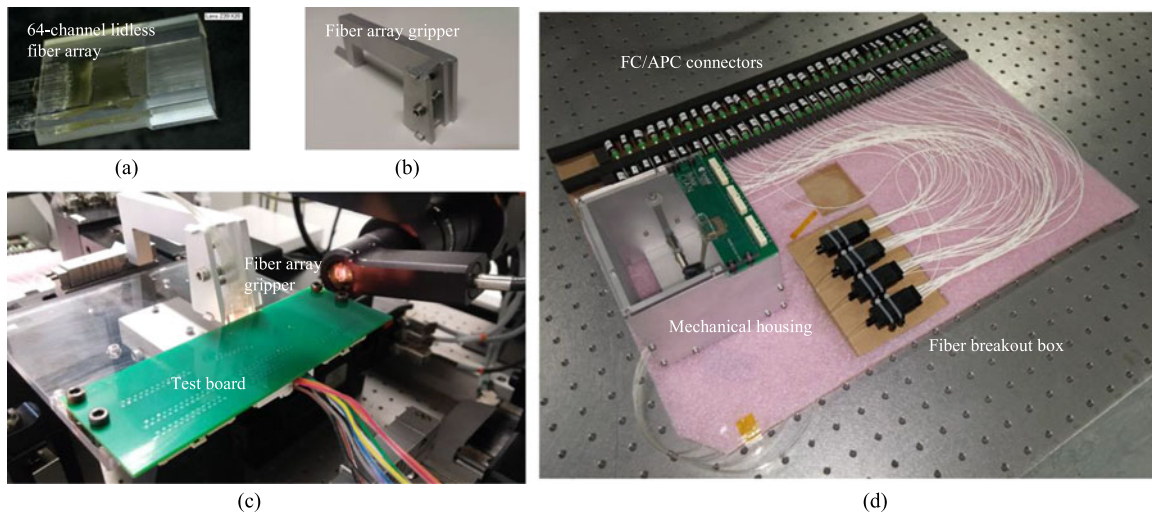 64-channel lidless
fiber array
Fiber array gripper
(a)
(b)
Fiber array
gripper
Test board
(c)
FC/APC connectors
Mechanical housing
Fiber breakout box
(d)